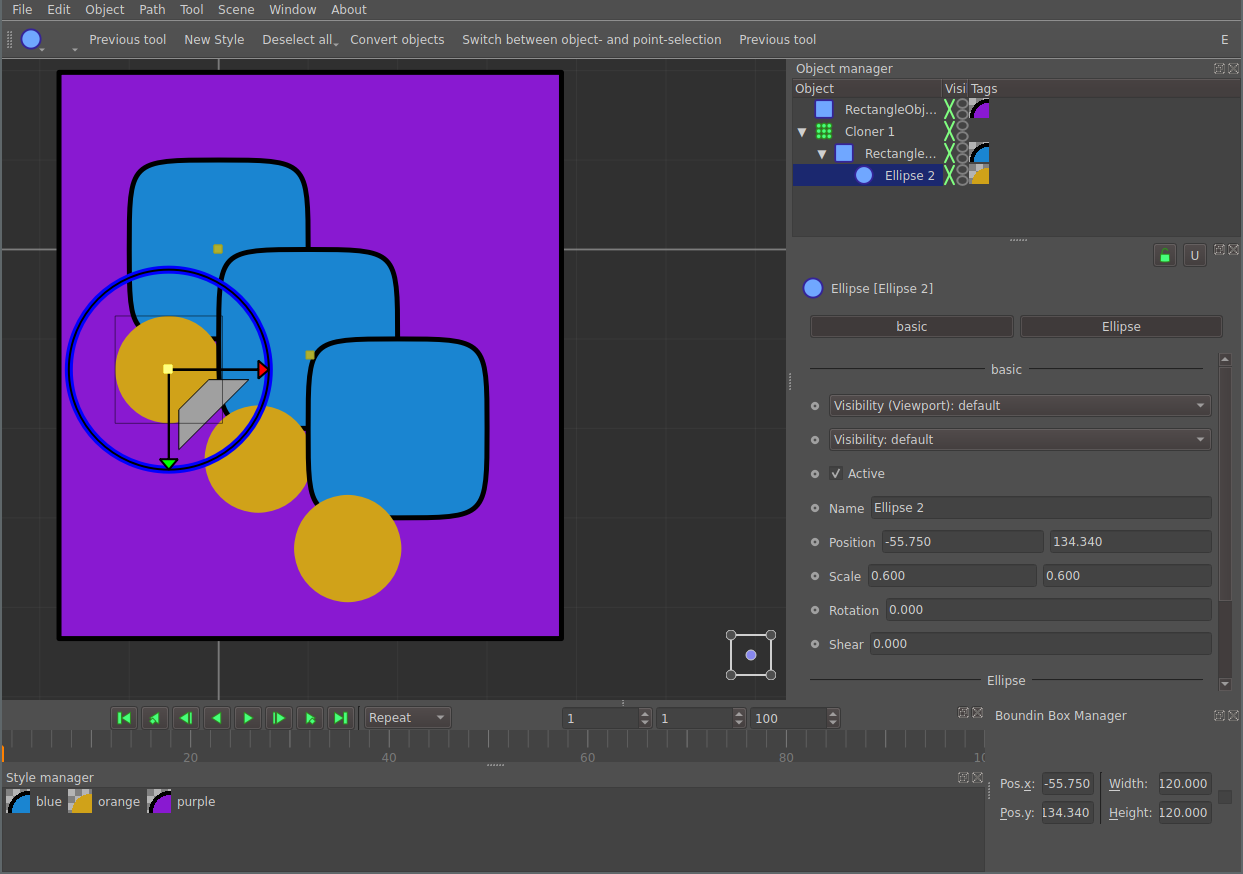 File Edit Object Path Tool Scene Window About
Previous tool New Style Deselect all Convert objects Switch between object- and point-selection Previous tool E
Object manager
Object Visi Tags
RectangleObj...
Cloner 1
Rectangle...
Ellipse 2
U
Ellipse [Ellipse 2]
basic Ellipse
basic
Visibility (Viewport): default
Visibility: default
Active
Name Ellipse 2
Position -55.750 134.340
Scale 0.600 0.600
Rotation 0.000
Shear 0.000
Ellipse
Repeat 1 1 100
20 40 60 80 10
Style manager
blue orange purple
Boundin Box Manager
Pos.x: -55.750 Width: 120.000
Pos.y: 134.340 Height: 120.000